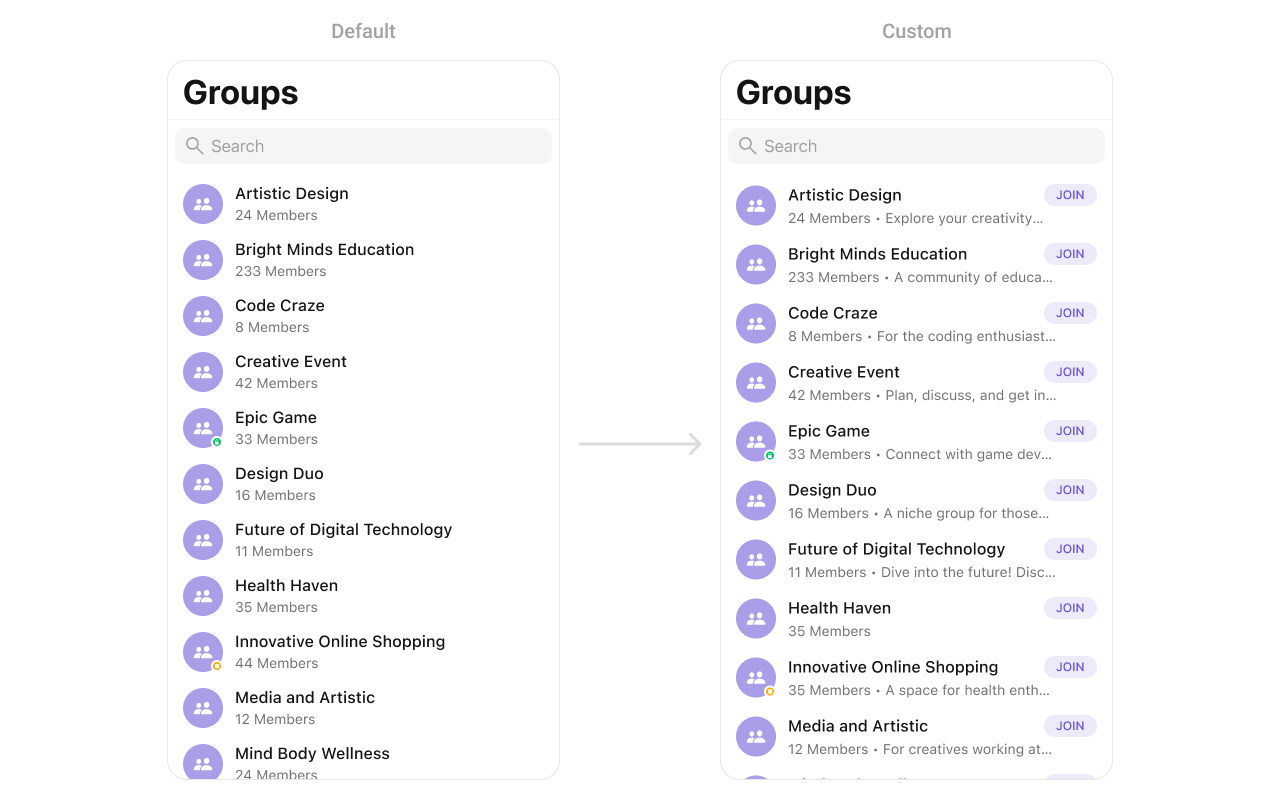 Default
Groups
Search
Artistic Design
24 Members
Bright Minds Education
233 Members
Code Craze
8 Members
Creative Event
42 Members
Epic Game
33 Members
Design Duo
16 Members
Future of Digital Technology
11 Members
Health Haven
35 Members
Innovative Online Shopping
44 Members
Media and Artistic
12 Members
Mind Body Wellness
24 Members
Custom
Groups
Search
Artistic Design JOIN
24 Members • Explore your creativity...
Bright Minds Education JOIN
233 Members • A community of educa...
Code Craze JOIN
8 Members • For the coding enthusiast...
Creative Event JOIN
42 Members • Plan, discuss, and get in...
Epic Game JOIN
33 Members • Connect with game dev...
Design Duo JOIN
16 Members • A niche group for those...
Future of Digital Technology JOIN
11 Members • Dive into the future! Disc...
Health Haven JOIN
35 Members
Innovative Online Shopping JOIN
35 Members • A space for health enth...
Media and Artistic JOIN
12 Members • For creatives working at...